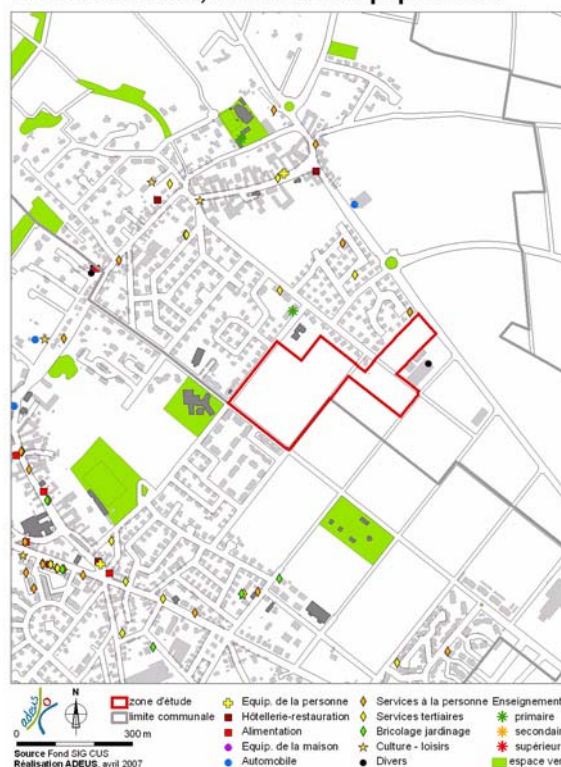 adeus
N
0 300 m
Source Fond SIG CUS
Réalisation ADEUS, avril 2007
zone d'étude
limite communale
Equip. de la personne
Hôtellerie-restauration
Alimentation
Equip. de la maison
Automobile
Services à la personne
Services tertiaires
Bricolage jardinage
Culture - loisirs
Divers
Enseignement
primaire
secondair
supérieur
espace ver